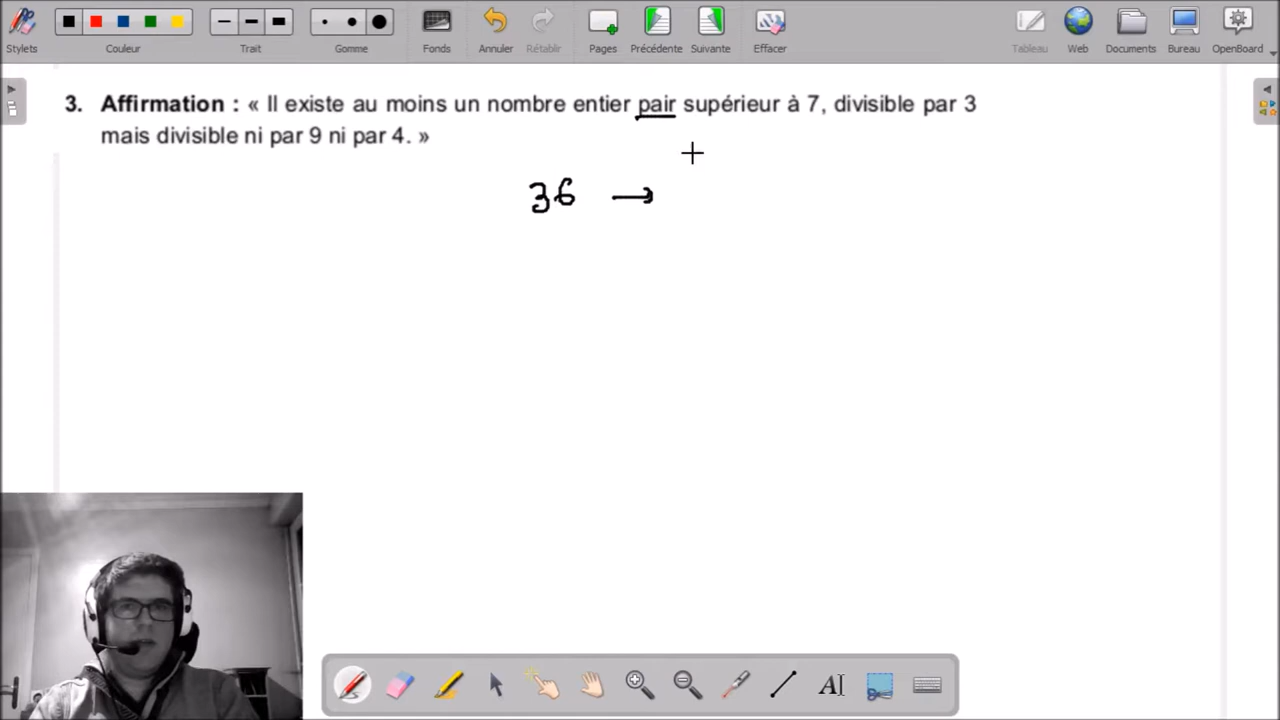 Stylets Couleur Trait Gomme Fonds Annuler Rétablir Pages Précédente Suivante Effacer Tableau Web Documents Bureau OpenBoard
3. Affirmation : « Il existe au moins un nombre entier pair supérieur à 7, divisible par 3
mais divisible ni par 9 ni par 4. »
36 →
AI